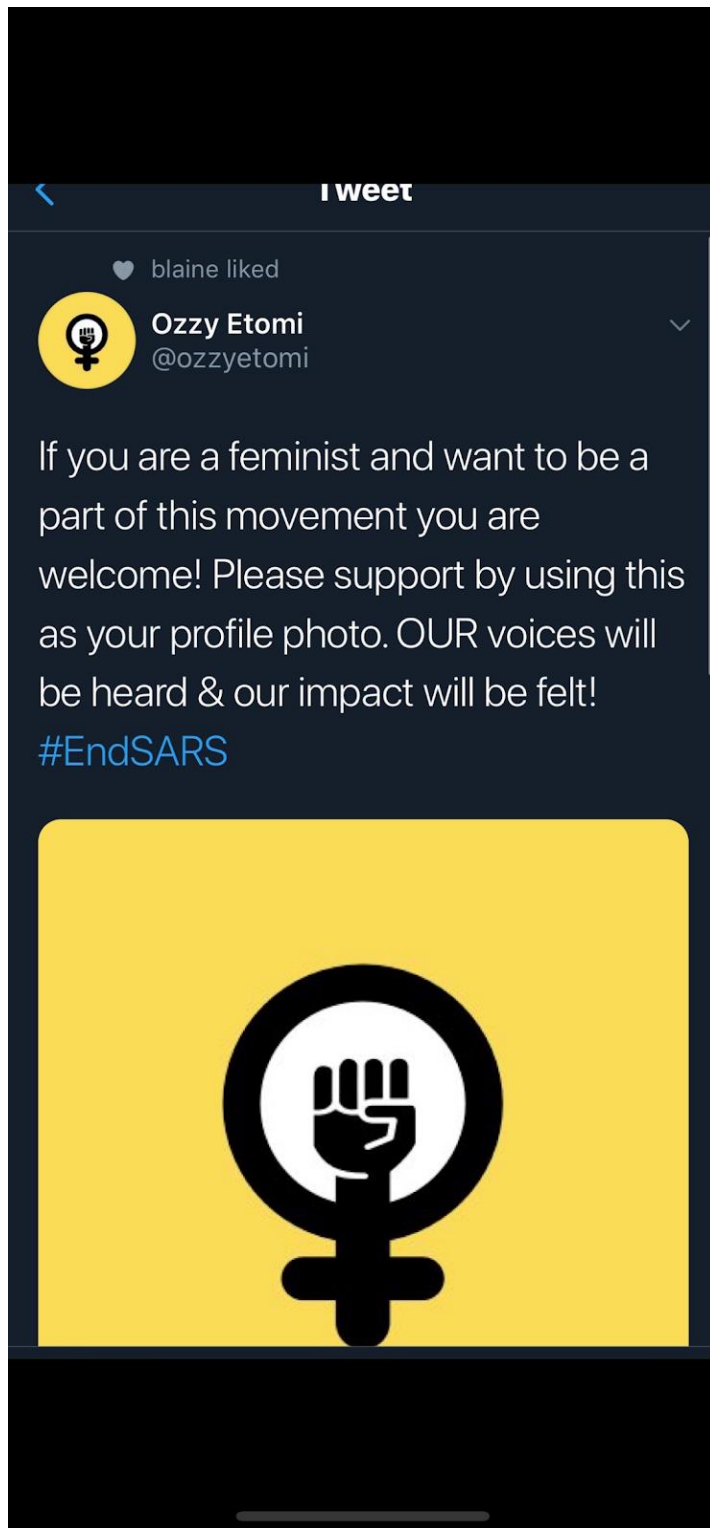 Tweet
blaine liked
Ozzy Etomi
@ozzyetomi
If you are a feminist and want to be a
part of this movement you are
welcome! Please support by using this
as your profile photo. OUR voices will
be heard & our impact will be felt!
#EndSARS